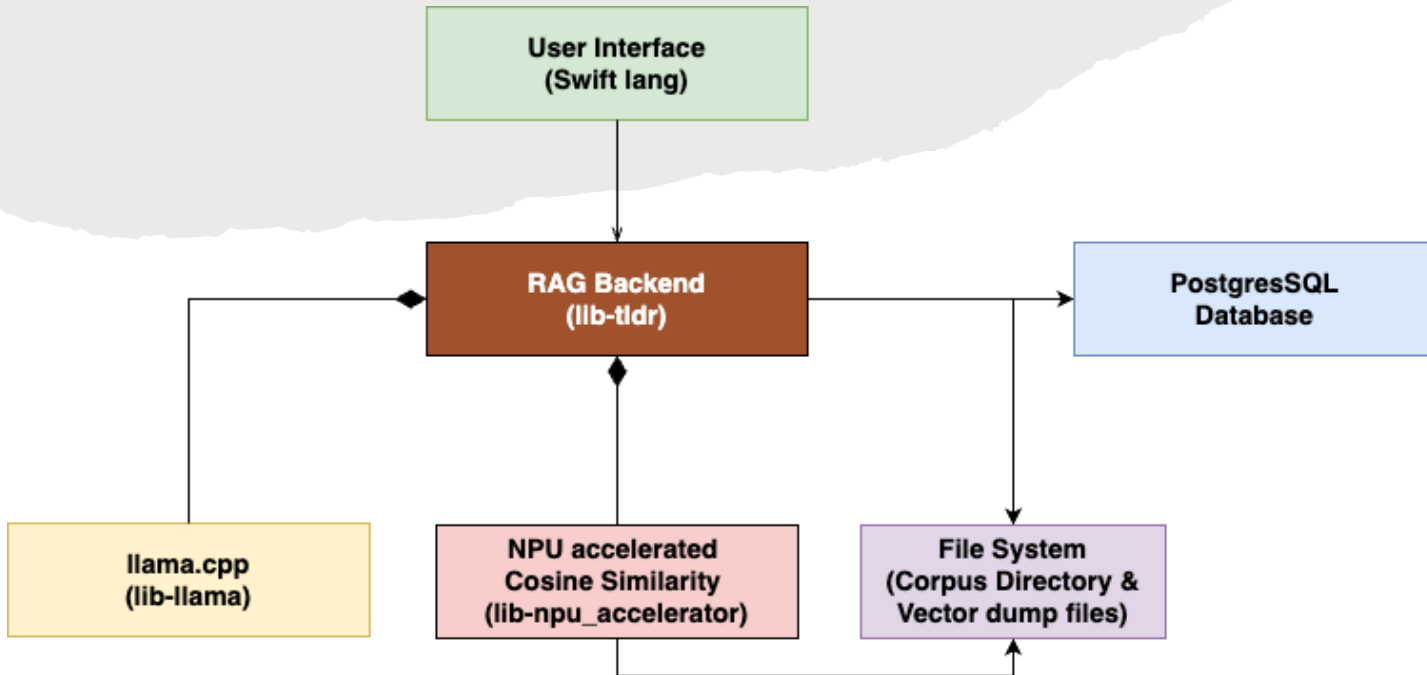 User Interface
(Swift lang)
RAG Backend
(lib-tldr)
PostgresSQL
Database
llama.cpp
(lib-llama)
NPU accelerated
Cosine Similarity
(lib-npu_accelerator)
File System
(Corpus Directory &
Vector dump files)